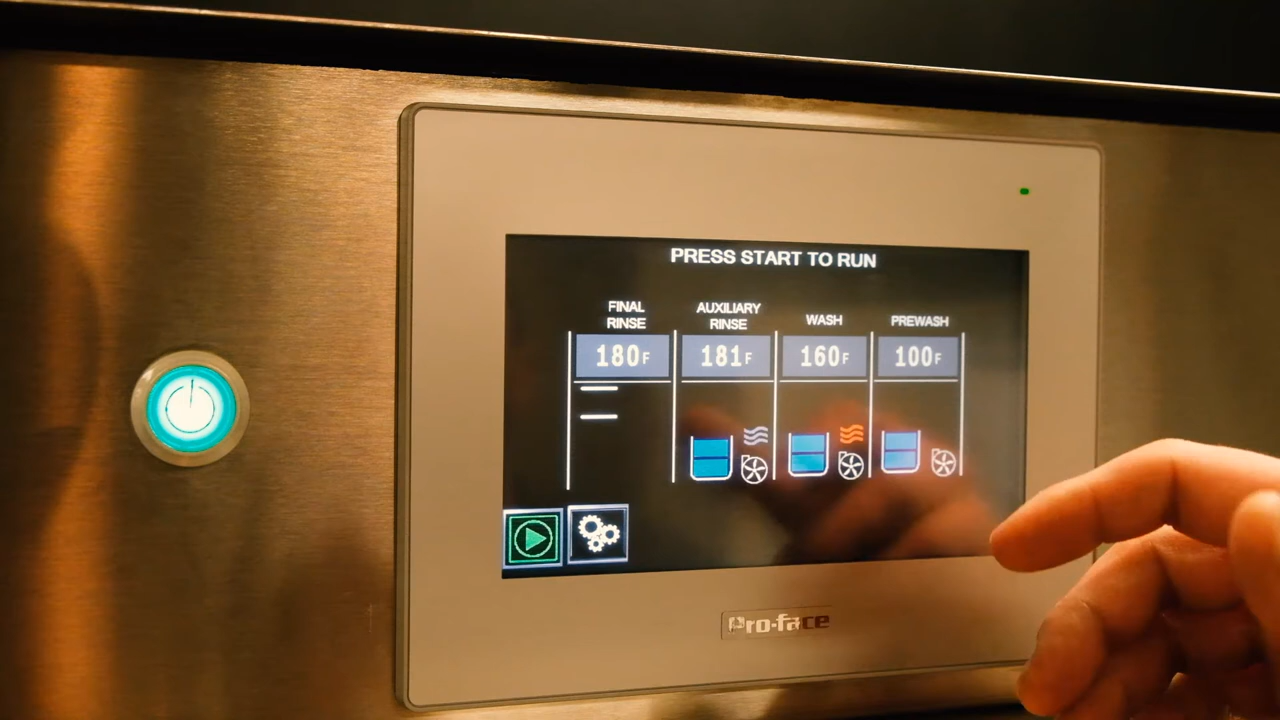 PRESS START TO RUN
FINAL
RINSE
AUXILIARY
RINSE
WASH
PREWASH
180F
181F
160F
100F
Pro-face